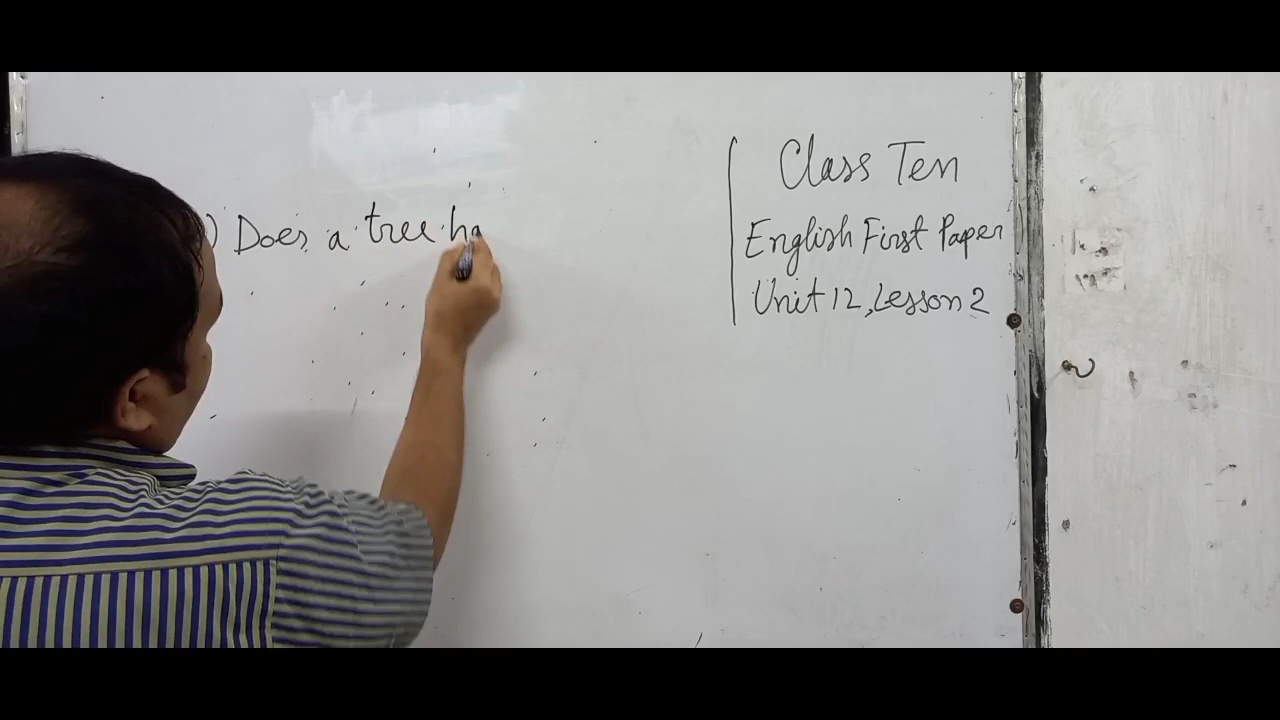 ) Does a tree ha
Class Ten
English First Paper
Unit 12, Lesson 2